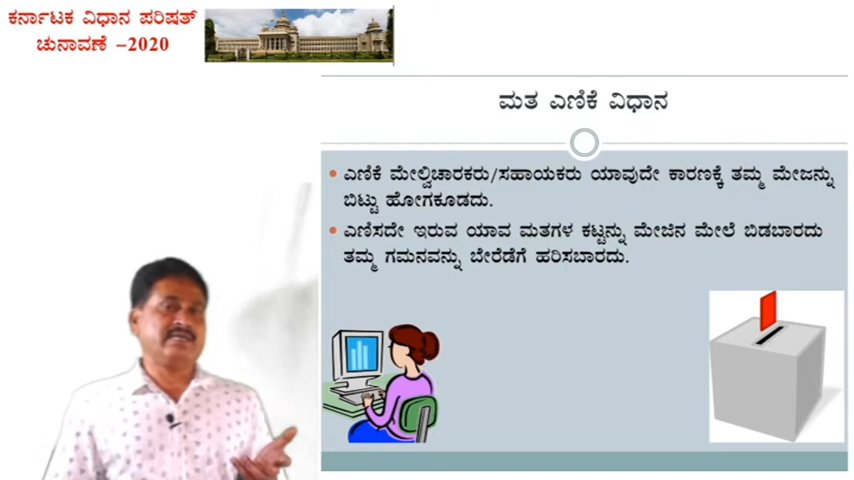 ಕರ್ನಾಟಕ ವಿಧಾನ ಪರಿಷತ್
ಚುನಾವಣೆ –2020
ಮತ ಎಣಿಕೆ ವಿಧಾನ
• ಎಣಿಕೆ ಮೇಲ್ವಿಚಾರಕರು/ಸಹಾಯಕರು ಯಾವುದೇ ಕಾರಣಕ್ಕೆ ತಮ್ಮ ಮೇಜನ್ನು
ಬಿಟ್ಟು ಹೋಗಕೂಡದು.
• ಎಣಿಸದೇ ಇರುವ ಯಾವ ಮತಗಳ ಕಟ್ಟನ್ನು ಮೇಜಿನ ಮೇಲೆ ಬಿಡಬಾರದು
ತಮ್ಮ ಗಮನವನ್ನು ಬೇರೆಡೆಗೆ ಹರಿಸಬಾರದು.